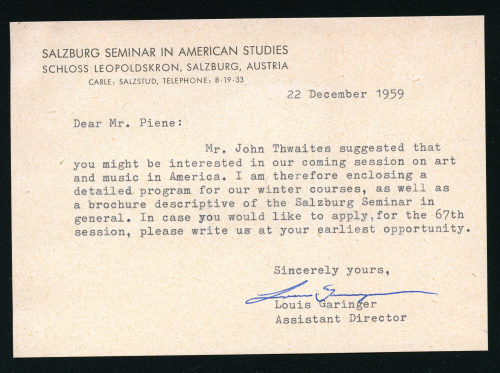 SALZBURG SEMINAR IN AMERICAN STUDIES
SCHLOSS LEOPOLDSKRON, SALZBURG, AUSTRIA
CABLE: SALZSTUD, TELEPHONE: 8·19·33
22 December 1959
Dear Mr. Piene:
Mr. John Thwaites suggested that
you might be interested in our coming session on art
and music in America. I am therefore enclosing a
detailed program for our winter courses, as well as
a brochure descriptive of the Salzburg Seminar in
general. In case you would like to apply for the 67th
session, please write us at your earliest opportunity.
Sincerely yours,
Louis Garinger
Assistant Director